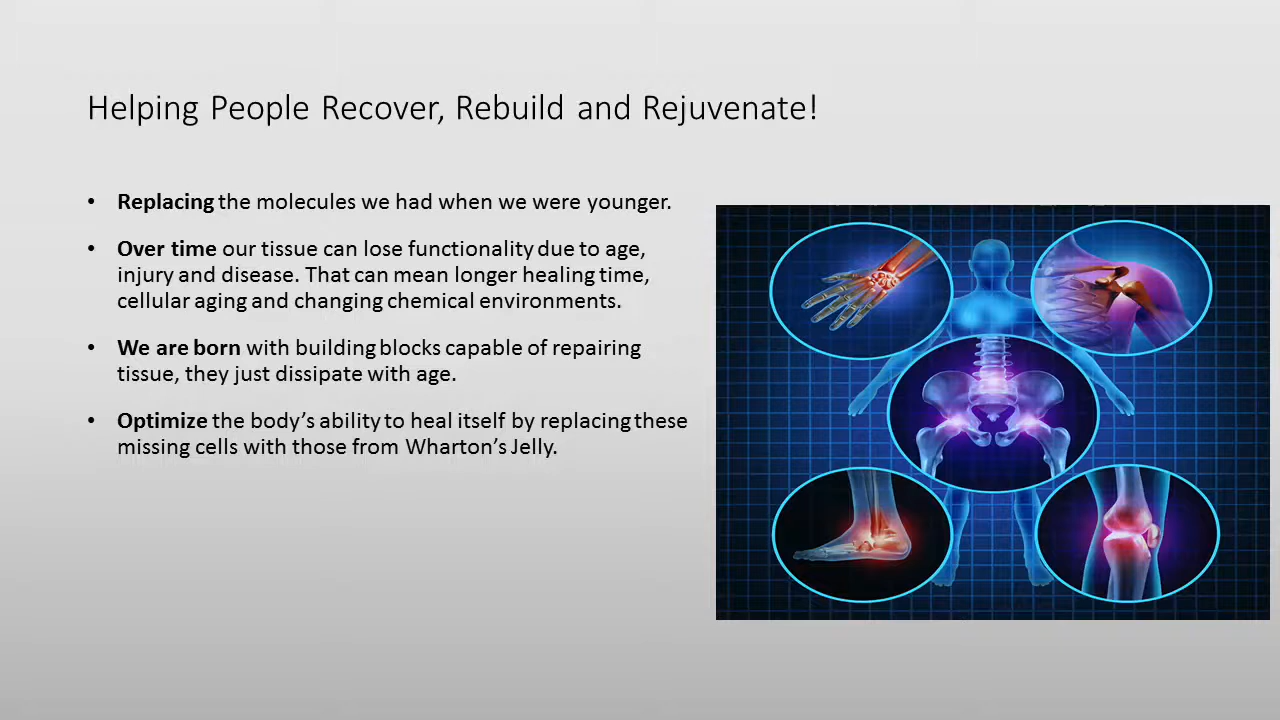 Helping People Recover, Rebuild and Rejuvenate!
• Replacing the molecules we had when we were younger.
• Over time our tissue can lose functionality due to age,
injury and disease. That can mean longer healing time,
cellular aging and changing chemical environments.
• We are born with building blocks capable of repairing
tissue, they just dissipate with age.
• Optimize the body’s ability to heal itself by replacing these
missing cells with those from Wharton’s Jelly.